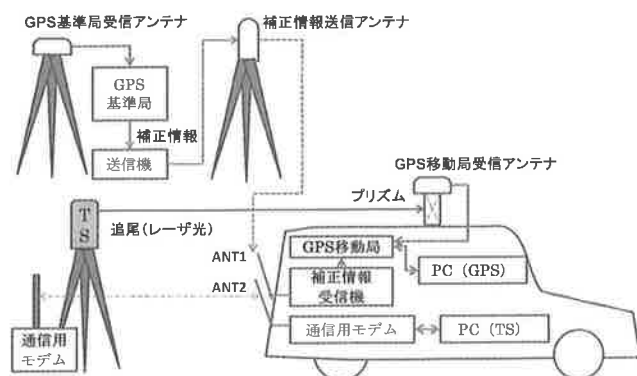 GPS基準局受信アンテナ
補正情報送信アンテナ
GPS
基準局
補正情報
送信機
GPS移動局受信アンテナ
プリズム
TS
追尾(レーザ光)
ANT1
GPS移動局
PC(GPS)
補正情報
受信機
ANT2
通信用
モデム
通信用モデム
PC(TS)